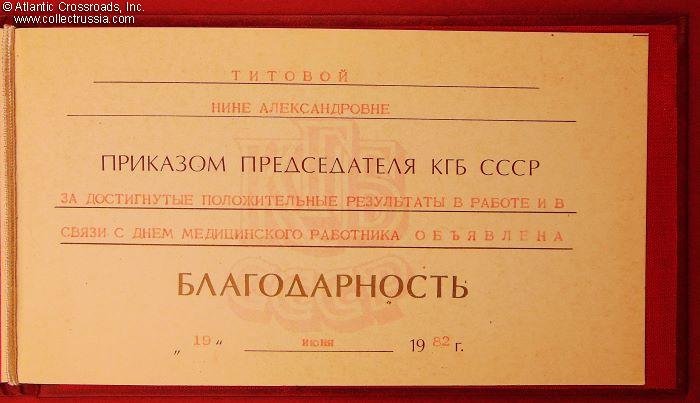 © Atlantic Crossroads, Inc.
www.collectrussia.com
ТИТОВОЙ
НИНЕ АЛЕКСАНДРОВНЕ
ПРИКАЗОМ ПРЕДСЕДАТЕЛЯ КГБ СССР
ЗА ДОСТИГНУТЫЕ ПОЛОЖИТЕЛЬНЫЕ РЕЗУЛЬТАТЫ В РАБОТЕ И В
СВЯЗИ С ДНЕМ МЕДИЦИНСКОГО РАБОТНИКА ОБЪЯВЛЕНА
БЛАГОДАРНОСТЬ
„19“ июня 1982 г.
КГБ
СССР